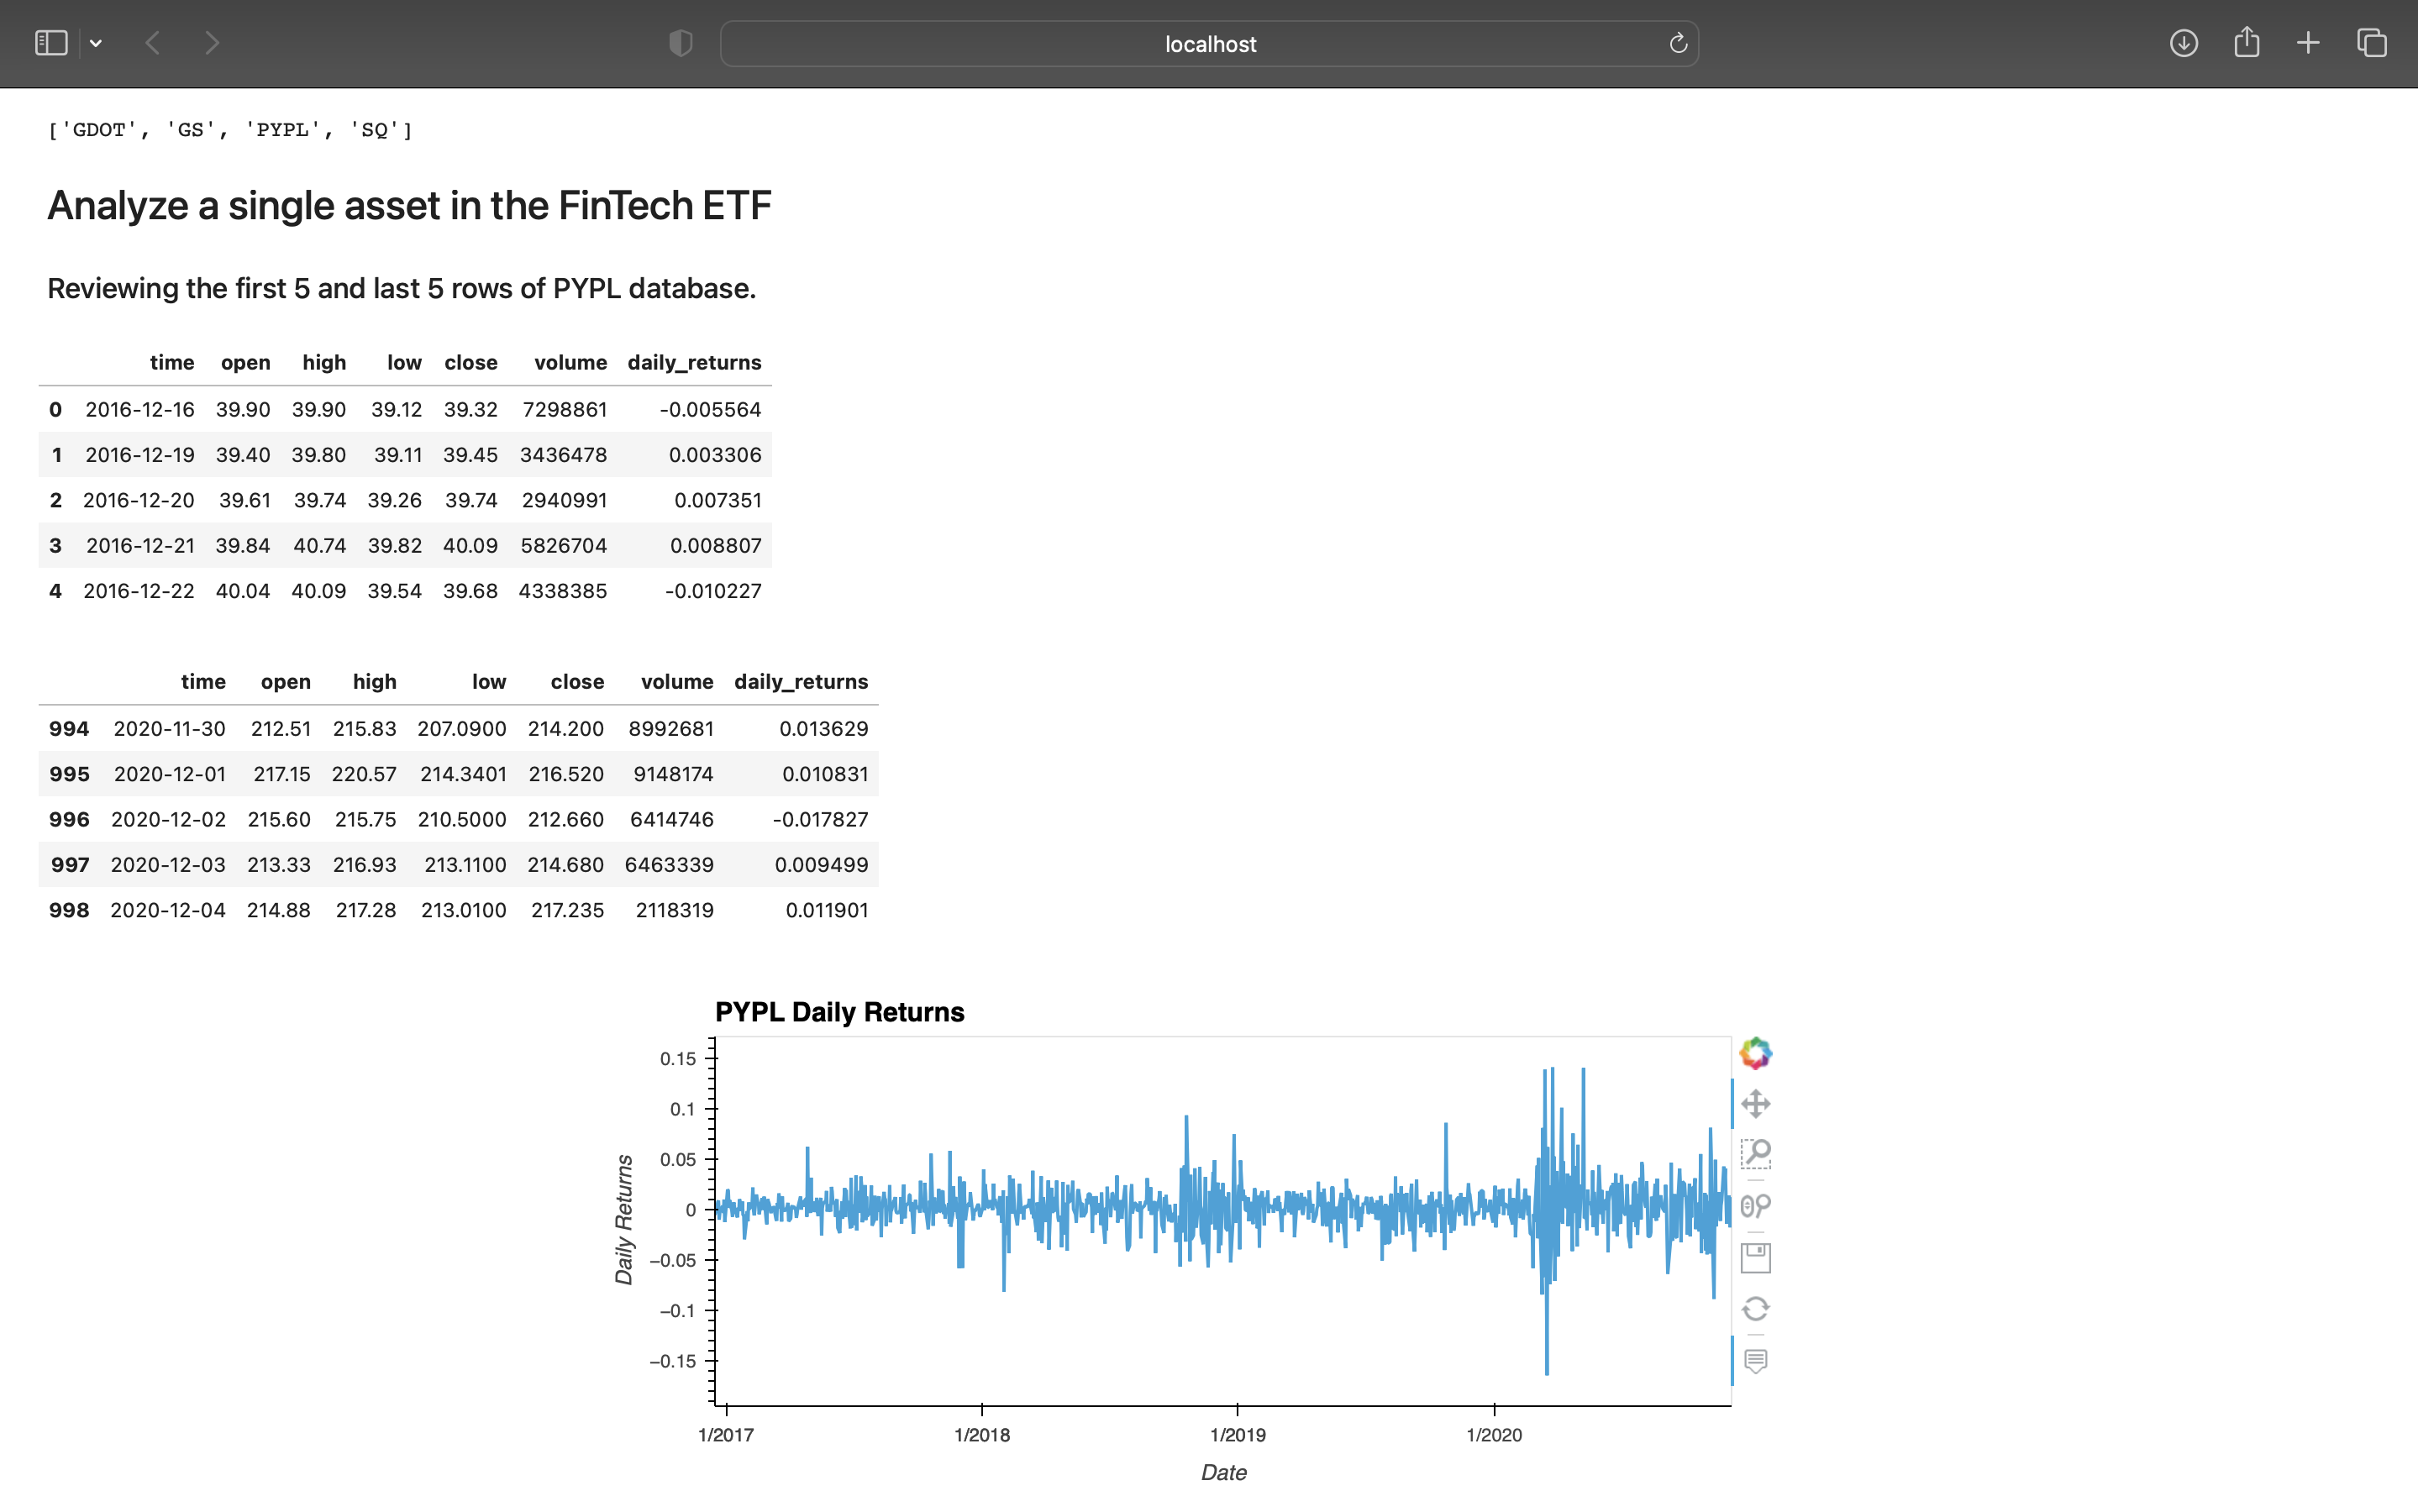 localhost
['GDOT', 'GS', 'PYPL', 'SQ']
Analyze a single asset in the FinTech ETF
Reviewing the first 5 and last 5 rows of PYPL database.
time open high low close volume daily_returns
0 2016-12-16 39.90 39.90 39.12 39.32 7298861 -0.005564
1 2016-12-19 39.40 39.80 39.11 39.45 3436478 0.003306
2 2016-12-20 39.61 39.74 39.26 39.74 2940991 0.007351
3 2016-12-21 39.84 40.74 39.82 40.09 5826704 0.008807
4 2016-12-22 40.04 40.09 39.54 39.68 4338385 -0.010227
time open high low close volume daily_returns
994 2020-11-30 212.51 215.83 207.0900 214.200 8992681 0.013629
995 2020-12-01 217.15 220.57 214.3401 216.520 9148174 0.010831
996 2020-12-02 215.60 215.75 210.5000 212.660 6414746 -0.017827
997 2020-12-03 213.33 216.93 213.1100 214.680 6463339 0.009499
998 2020-12-04 214.88 217.28 213.0100 217.235 2118319 0.011901
PYPL Daily Returns
0.15
0.1
0.05
0
−0.05
−0.1
−0.15
Daily Returns
1/2017 1/2018 1/2019 1/2020
Date